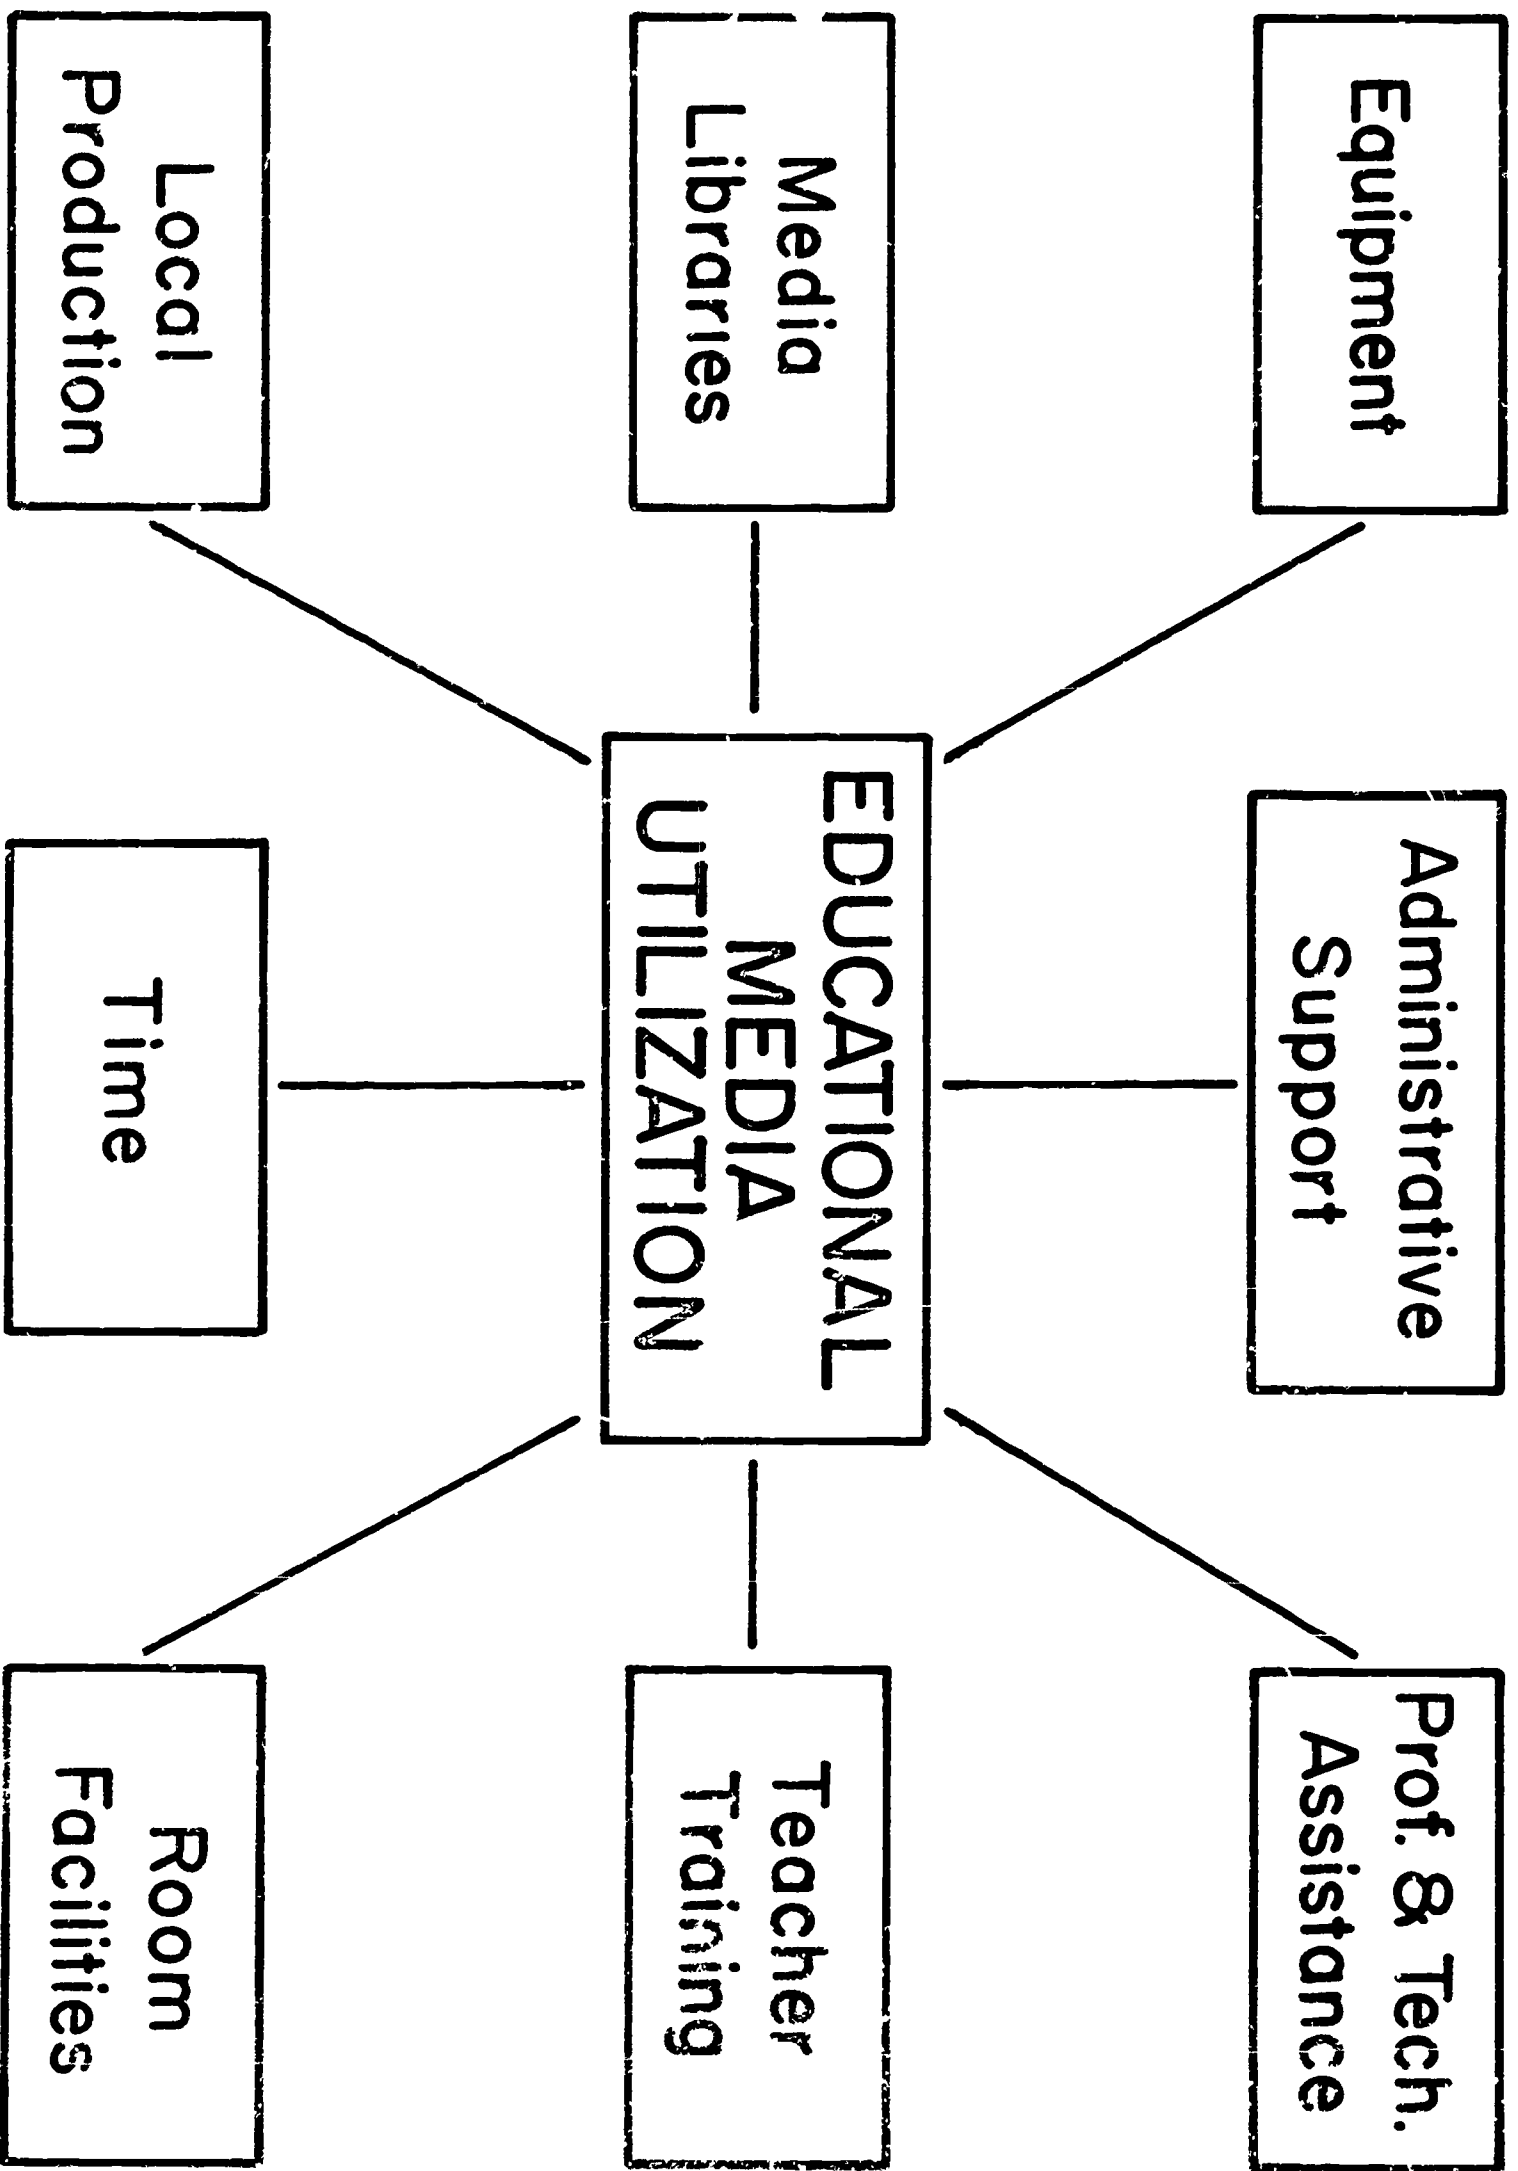 Equipment
Administrative
Support
Prof. & Tech.
Assistance
Media
Libraries
EDUCATIONAL
MEDIA
UTILIZATION
Teacher
Training
Local
Production
Time
Room
Facilities